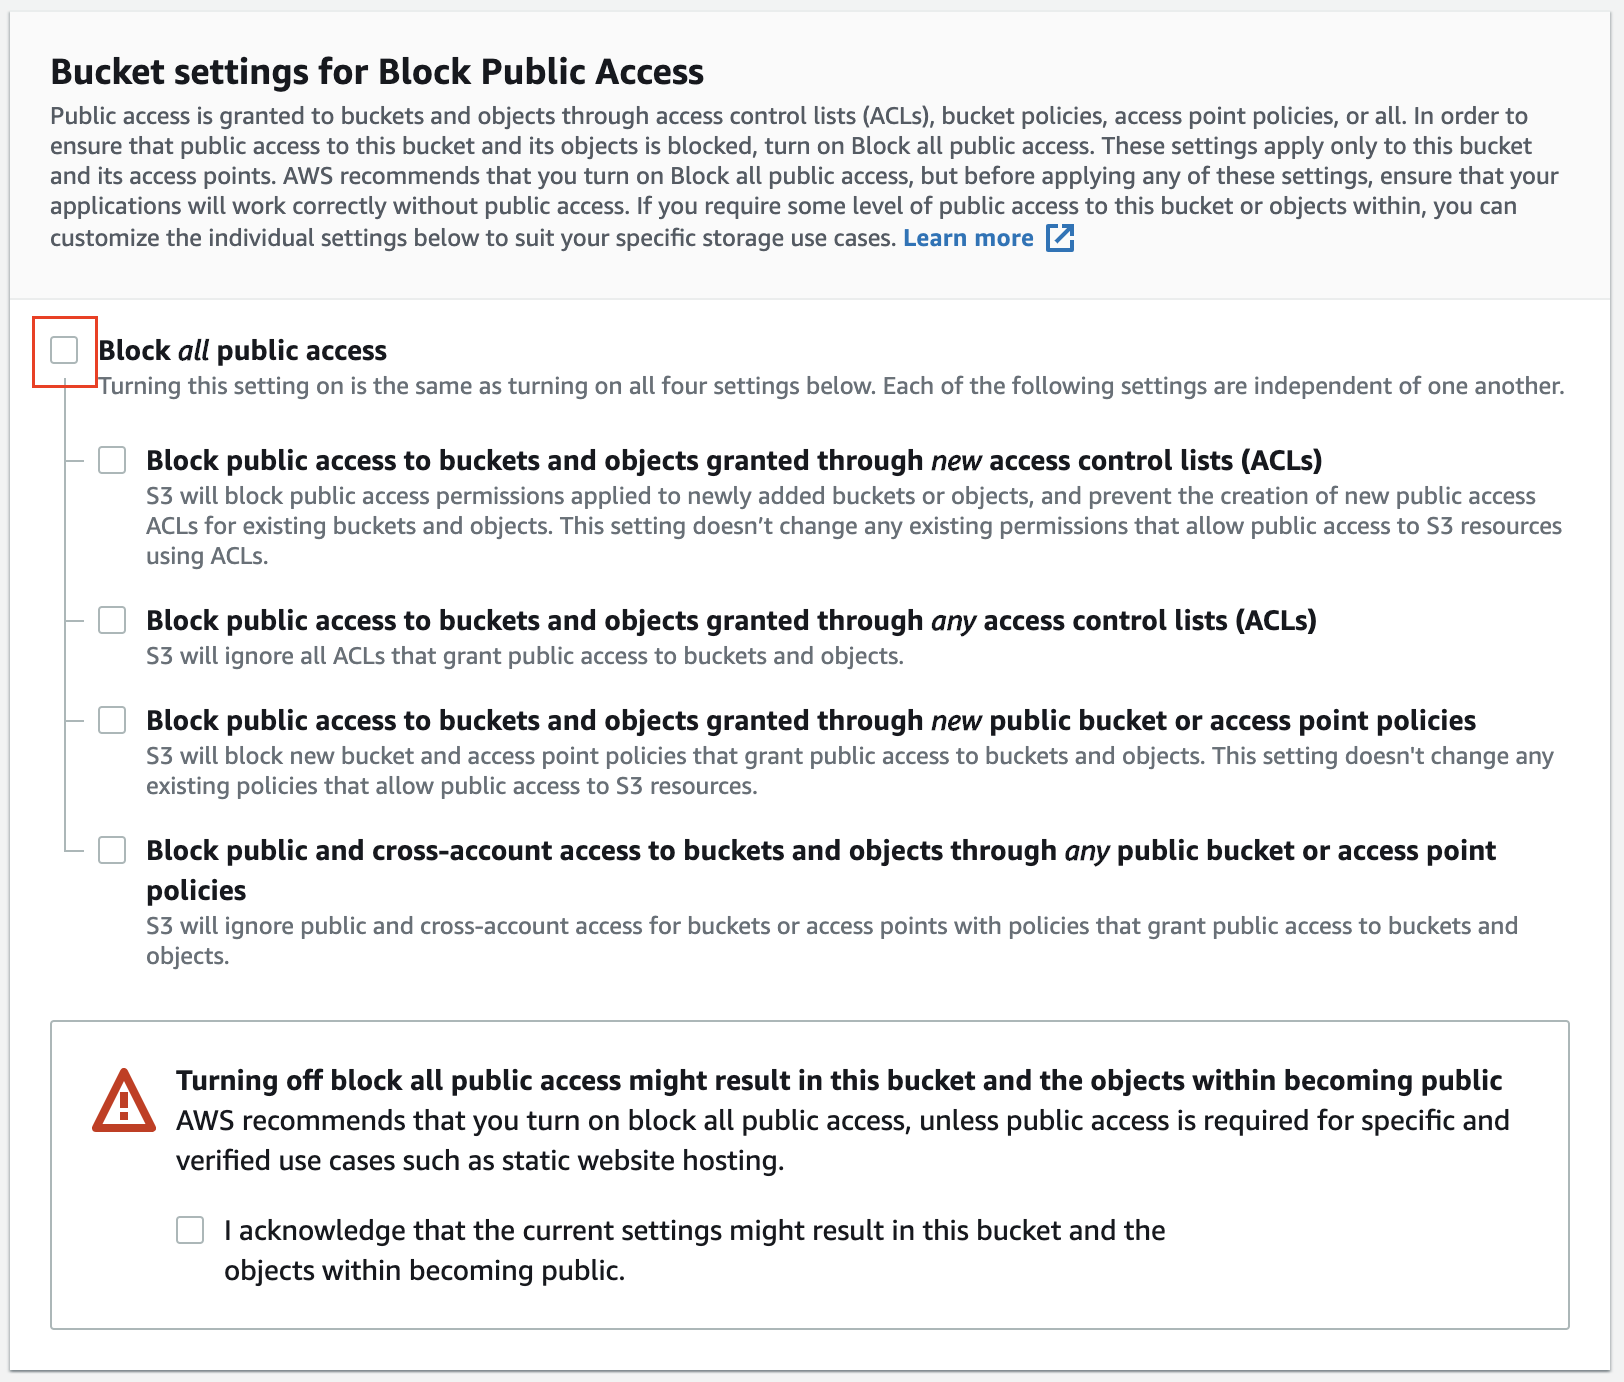 Bucket settings for Block Public Access
Public access is granted to buckets and objects through access control lists (ACLs), bucket policies, access point policies, or all. In order to
ensure that public access to this bucket and its objects is blocked, turn on Block all public access. These settings apply only to this bucket
and its access points. AWS recommends that you turn on Block all public access, but before applying any of these settings, ensure that your
applications will work correctly without public access. If you require some level of public access to this bucket or objects within, you can
customize the individual settings below to suit your specific storage use cases. Learn more
Block all public access
Turning this setting on is the same as turning on all four settings below. Each of the following settings are independent of one another.
Block public access to buckets and objects granted through new access control lists (ACLs)
S3 will block public access permissions applied to newly added buckets or objects, and prevent the creation of new public access
ACLs for existing buckets and objects. This setting doesn’t change any existing permissions that allow public access to S3 resources
using ACLs.
Block public access to buckets and objects granted through any access control lists (ACLs)
S3 will ignore all ACLs that grant public access to buckets and objects.
Block public access to buckets and objects granted through new public bucket or access point policies
S3 will block new bucket and access point policies that grant public access to buckets and objects. This setting doesn't change any
existing policies that allow public access to S3 resources.
Block public and cross-account access to buckets and objects through any public bucket or access point
policies
S3 will ignore public and cross-account access for buckets or access points with policies that grant public access to buckets and
objects.
Turning off block all public access might result in this bucket and the objects within becoming public
AWS recommends that you turn on block all public access, unless public access is required for specific and
verified use cases such as static website hosting.
I acknowledge that the current settings might result in this bucket and the
objects within becoming public.